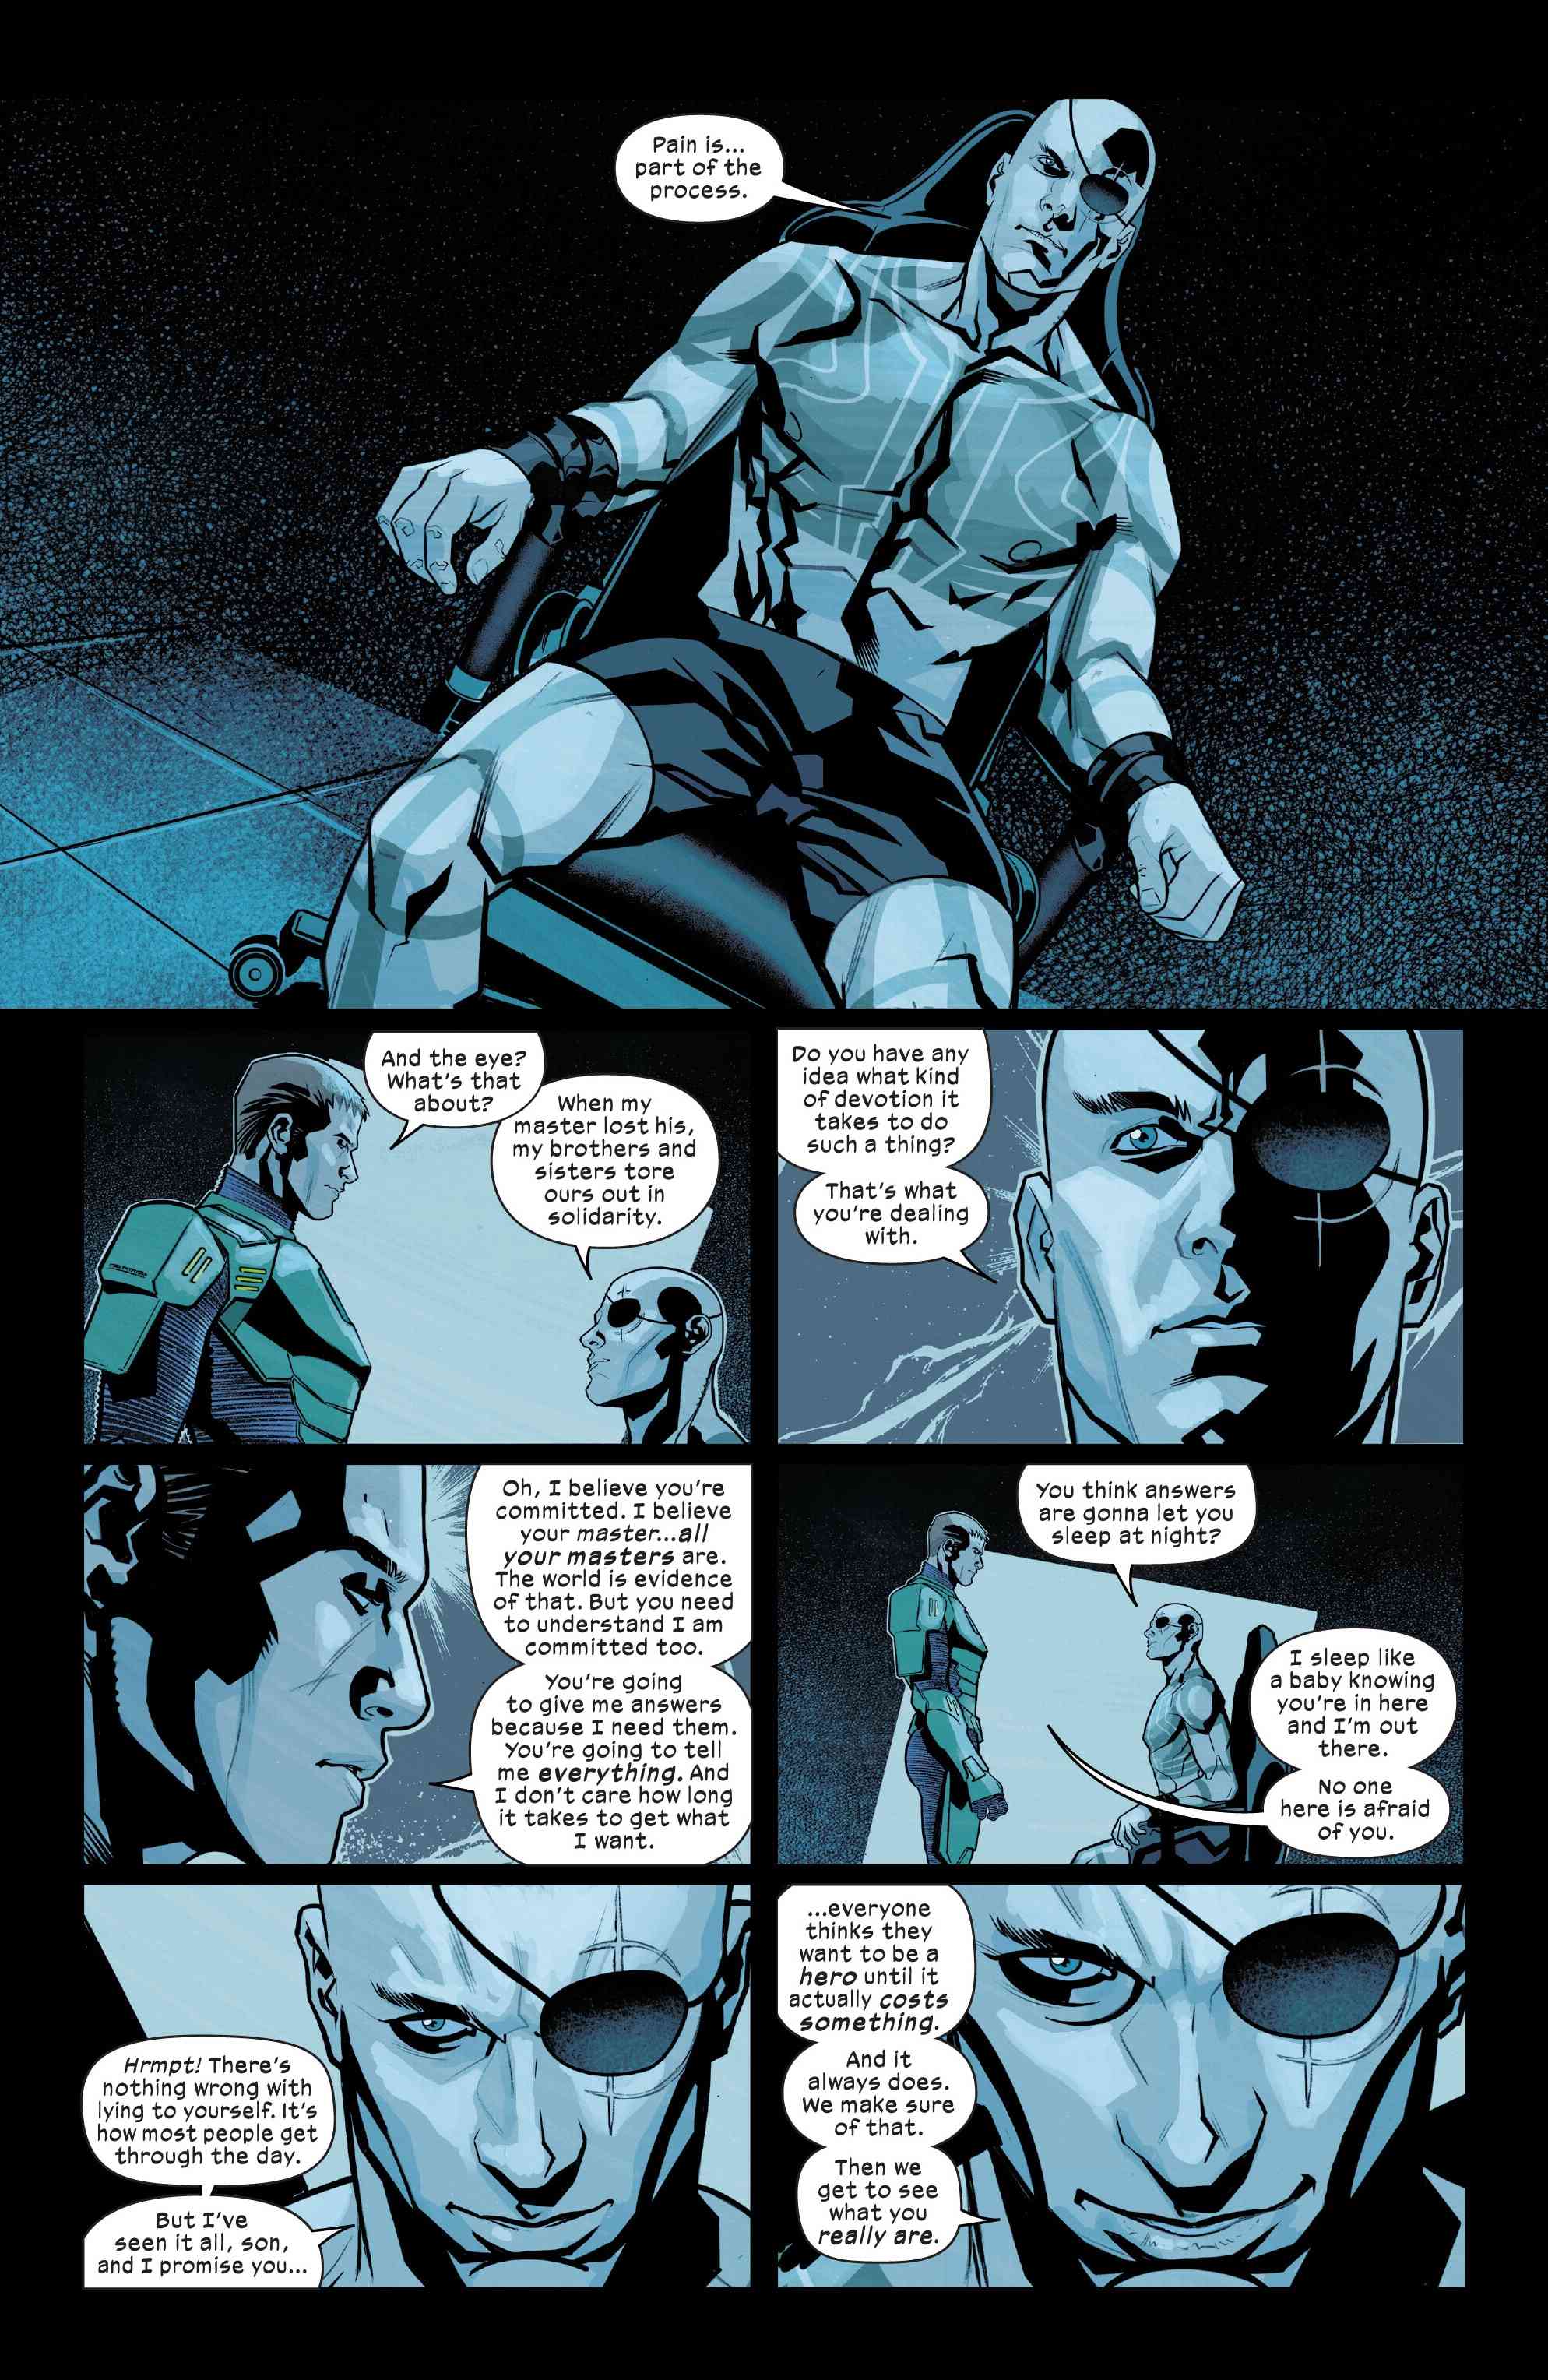 Pain is...
part of the
process.
And the eye?
What's that
about?
When my
master lost his,
my brothers and
sisters tore
ours out in
solidarity.
Do you have any
idea what kind
of devotion it
takes to do
such a thing?
That's what
you're dealing
with.
Oh, I believe you're
committed. I believe
your master...all
your masters are.
The world is evidence
of that. But you need
to understand I am
committed too.
You're going
to give me answers
because I need them.
You're going to tell
me everything. And
I don't care how long
it takes to get what
I want.
You think answers
are gonna let you
sleep at night?
I sleep like
a baby knowing
you're in here
and I'm out
there.
No one
here is afraid
of you.
Hrmpt! There's
nothing wrong with
lying to yourself. It's
how most people get
through the day.
But I've
seen it all, son,
and I promise you...
...everyone
thinks they
want to be a
hero until it
actually costs
something.
And it
always does.
We make sure
of that.
Then we
get to see
what you
really are.